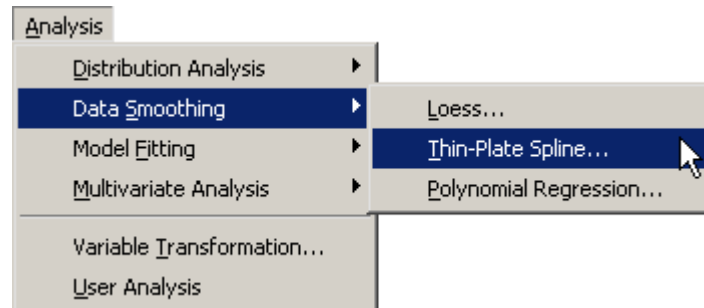 Analysis
Distribution Analysis
Data Smoothing
Model Fitting
Multivariate Analysis
Variable Transformation...
User Analysis
Loess...
Thin-Plate Spline...
Polynomial Regression...